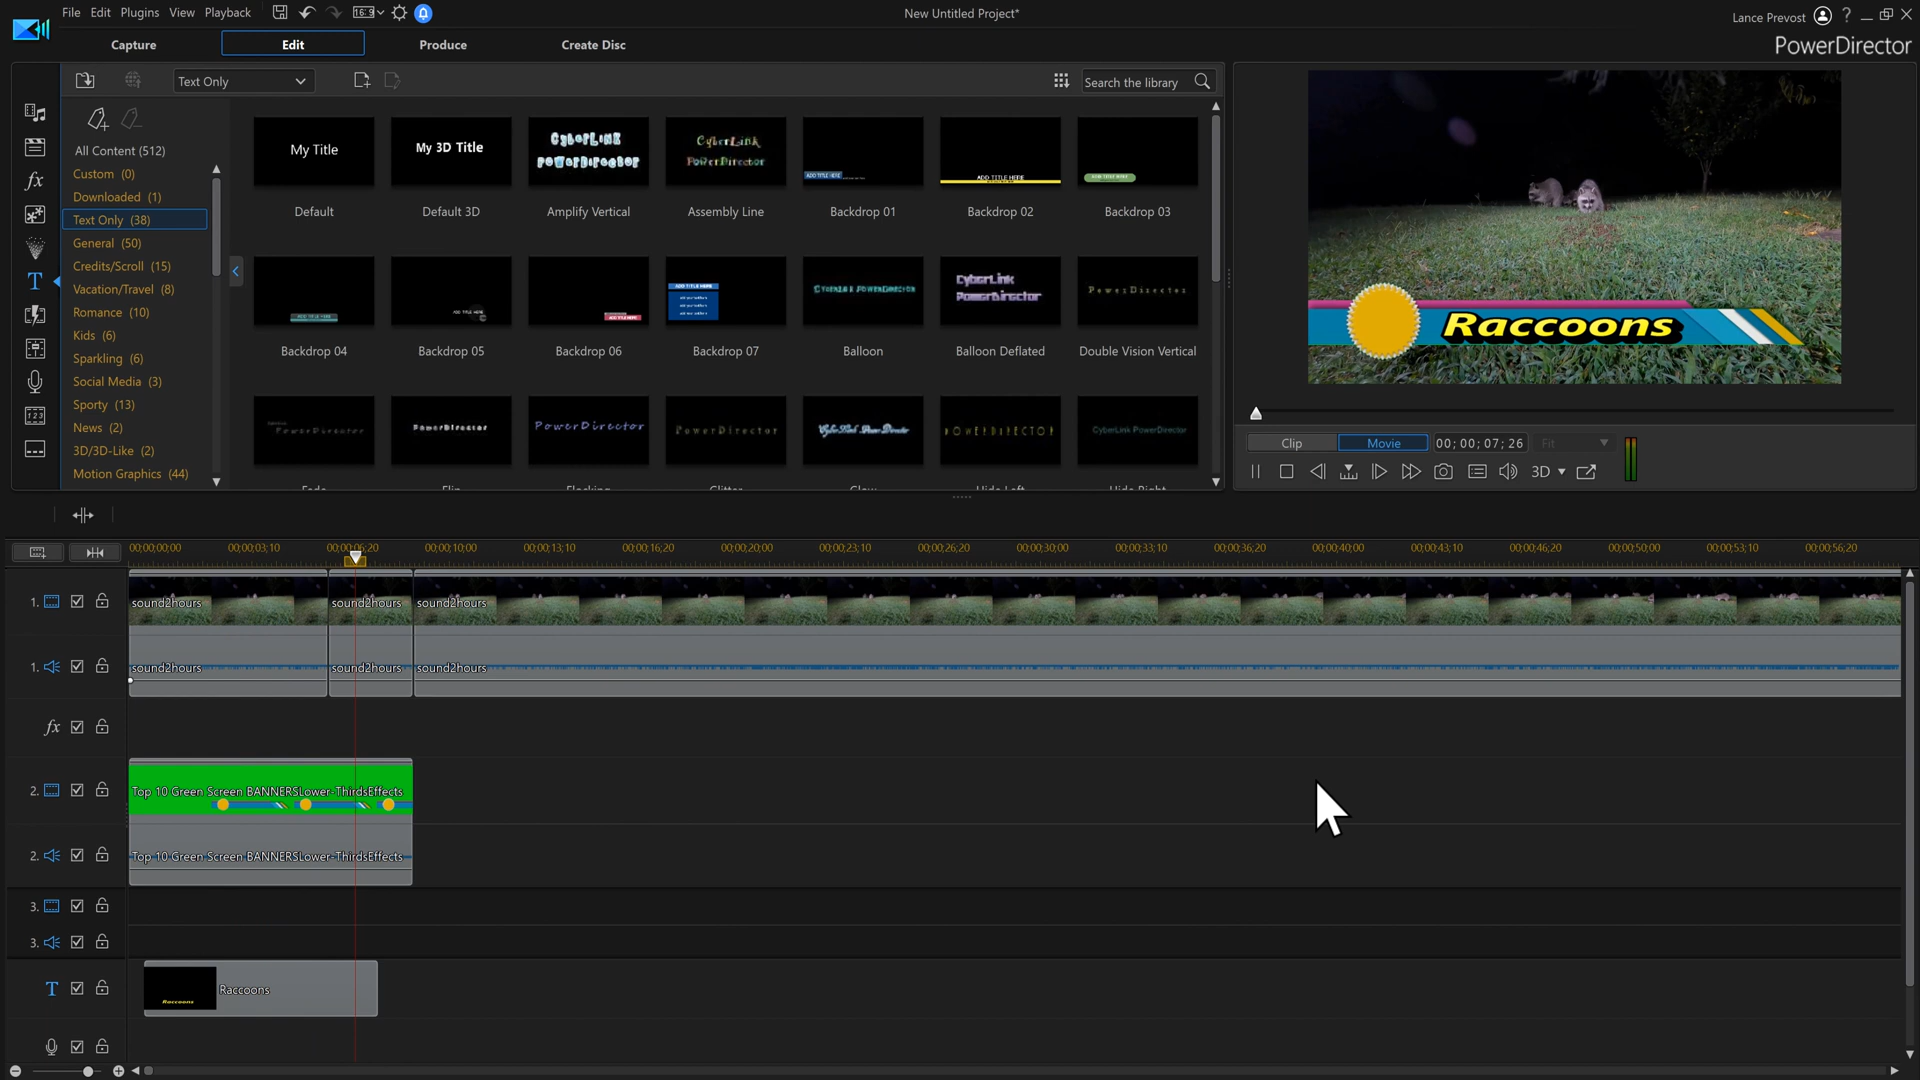 File Edit Plugins View Playback 16:9 New Untitled Project* Lance Prevost ?
PowerDirector
Capture Edit Produce Create Disc
Text Only Search the library
All Content (512)
Custom (0)
Downloaded (1)
Text Only (38)
General (50)
Credits/Scroll (15)
Vacation/Travel (8)
Romance (10)
Kids (6)
Sparkling (6)
Social Media (3)
Sporty (13)
News (2)
3D/3D-Like (2)
Motion Graphics (44)
fx
T
My Title My 3D Title CyberLink PowerDirector CyberLink PowerDirector ADD TITLE HERE ADD TITLE HERE
Default Default 3D Amplify Vertical Assembly Line Backdrop 01 Backdrop 02 Backdrop 03
ADD TITLE HERE ADD TITLE HERE ADD TITLE HERE ADD TITLE HERE CyberLink PowerDirector CyberLink PowerDirector PowerDirector
Backdrop 04 Backdrop 05 Backdrop 06 Backdrop 07 Balloon Balloon Deflated Double Vision Vertical
PowerDirector PowerDirector PowerDirector PowerDirector CyberLink PowerDirector POWERDIRECTOR CyberLink PowerDirector
Fade Flip Flocking Glitter Glow Hide Left Hide Right
Raccoons
Clip Movie 00; 00; 07; 26 Fit
3D
00;00;00;00 00;00;03;10 00;00;06;20 00;00;10;00 00;00;13;10 00;00;16;20 00;00;20;00 00;00;23;10 00;00;26;20 00;00;30;00 00;00;33;10 00;00;36;20 00;00;40;00 00;00;43;10 00;00;46;20 00;00;50;00 00;00;53;10 00;00;56;20
1. sound2hours sound2hours sound2hours
1. sound2hours sound2hours sound2hours
fx
2. Top 10 Green Screen BANNERSLower-ThirdsEffects
2. Top 10 Green Screen BANNERSLower-ThirdsEffects
3.
3.
T Raccoons Raccoons